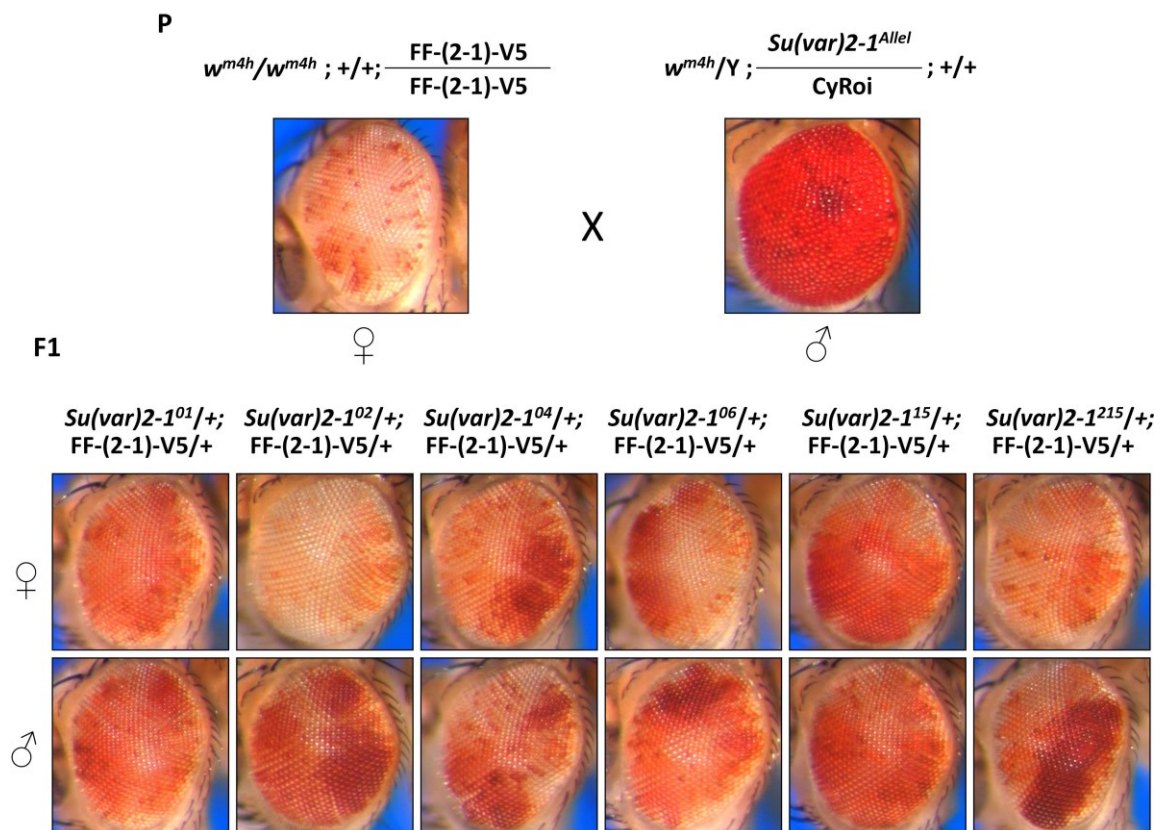 P
w^m4h/w^m4h ; +/+; FF-(2-1)-V5
FF-(2-1)-V5
w^m4h/Y ; Su(var)2-1^Allel ; +/+
CyRoi
X
♀
♂
F1
Su(var)2-1^01/+; Su(var)2-1^02/+; Su(var)2-1^04/+; Su(var)2-1^06/+; Su(var)2-1^15/+; Su(var)2-1^215/+;
FF-(2-1)-V5/+ FF-(2-1)-V5/+ FF-(2-1)-V5/+ FF-(2-1)-V5/+ FF-(2-1)-V5/+ FF-(2-1)-V5/+
♀
♂